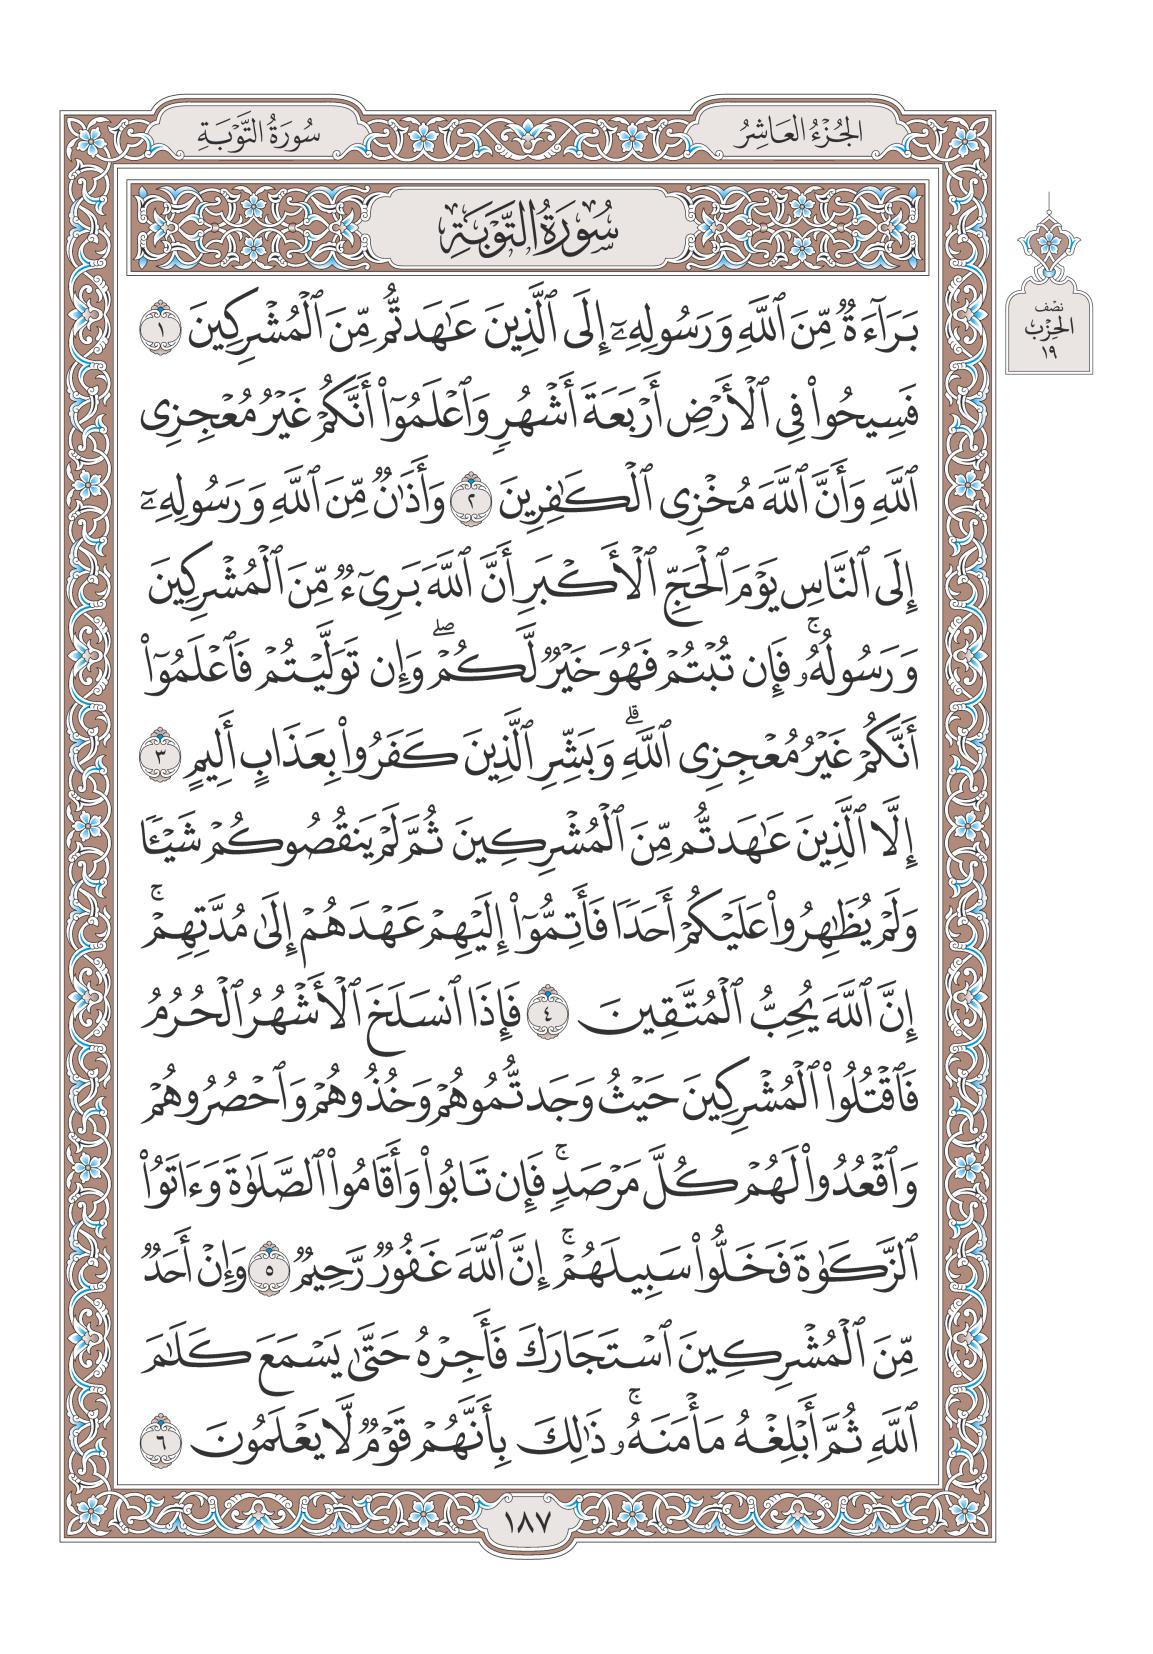 الجُزْءُ العَاشِرُ
سُورَةُ التَّوْبَةِ
سُورَةُ التَّوْبَةِ
نصف
الحِزْب
١٩
بَرَآءَةٞ مِّنَ ٱللَّهِ وَرَسُولِهِۦٓ إِلَى ٱلَّذِينَ عَٰهَدتُّم مِّنَ ٱلۡمُشۡرِكِينَ ١
فَسِيحُواْ فِي ٱلۡأَرۡضِ أَرۡبَعَةَ أَشۡهُرٖ وَٱعۡلَمُوٓاْ أَنَّكُمۡ غَيۡرُ مُعۡجِزِي
ٱللَّهِ وَأَنَّ ٱللَّهَ مُخۡزِي ٱلۡكَٰفِرِينَ ٢ وَأَذَٰنٞ مِّنَ ٱللَّهِ وَرَسُولِهِۦٓ
إِلَى ٱلنَّاسِ يَوۡمَ ٱلۡحَجِّ ٱلۡأَكۡبَرِ أَنَّ ٱللَّهَ بَرِيٓءٞ مِّنَ ٱلۡمُشۡرِكِينَ
وَرَسُولُهُۥۚ فَإِن تُبۡتُمۡ فَهُوَ خَيۡرٞ لَّكُمۡۖ وَإِن تَوَلَّيۡتُمۡ فَٱعۡلَمُوٓاْ
أَنَّكُمۡ غَيۡرُ مُعۡجِزِي ٱللَّهِۗ وَبَشِّرِ ٱلَّذِينَ كَفَرُواْ بِعَذَابٍ أَلِيمٍ ٣
إِلَّا ٱلَّذِينَ عَٰهَدتُّم مِّنَ ٱلۡمُشۡرِكِينَ ثُمَّ لَمۡ يَنقُصُوكُمۡ شَيۡـٔٗا
وَلَمۡ يُظَٰهِرُواْ عَلَيۡكُمۡ أَحَدٗا فَأَتِمُّوٓاْ إِلَيۡهِمۡ عَهۡدَهُمۡ إِلَىٰ مُدَّتِهِمۡۚ
إِنَّ ٱللَّهَ يُحِبُّ ٱلۡمُتَّقِينَ ٤ فَإِذَا ٱنسَلَخَ ٱلۡأَشۡهُرُ ٱلۡحُرُمُ
فَٱقۡتُلُواْ ٱلۡمُشۡرِكِينَ حَيۡثُ وَجَدتُّمُوهُمۡ وَخُذُوهُمۡ وَٱحۡصُرُوهُمۡ
وَٱقۡعُدُواْ لَهُمۡ كُلَّ مَرۡصَدٖۚ فَإِن تَابُواْ وَأَقَامُواْ ٱلصَّلَوٰةَ وَءَاتَوُاْ
ٱلزَّكَوٰةَ فَخَلُّواْ سَبِيلَهُمۡۚ إِنَّ ٱللَّهَ غَفُورٞ رَّحِيمٞ ٥ وَإِنۡ أَحَدٞ
مِّنَ ٱلۡمُشۡرِكِينَ ٱسۡتَجَارَكَ فَأَجِرۡهُ حَتَّىٰ يَسۡمَعَ كَلَٰمَ
ٱللَّهِ ثُمَّ أَبۡلِغۡهُ مَأۡمَنَهُۥۚ ذَٰلِكَ بِأَنَّهُمۡ قَوۡمٞ لَّا يَعۡلَمُونَ ٦
١٨٧